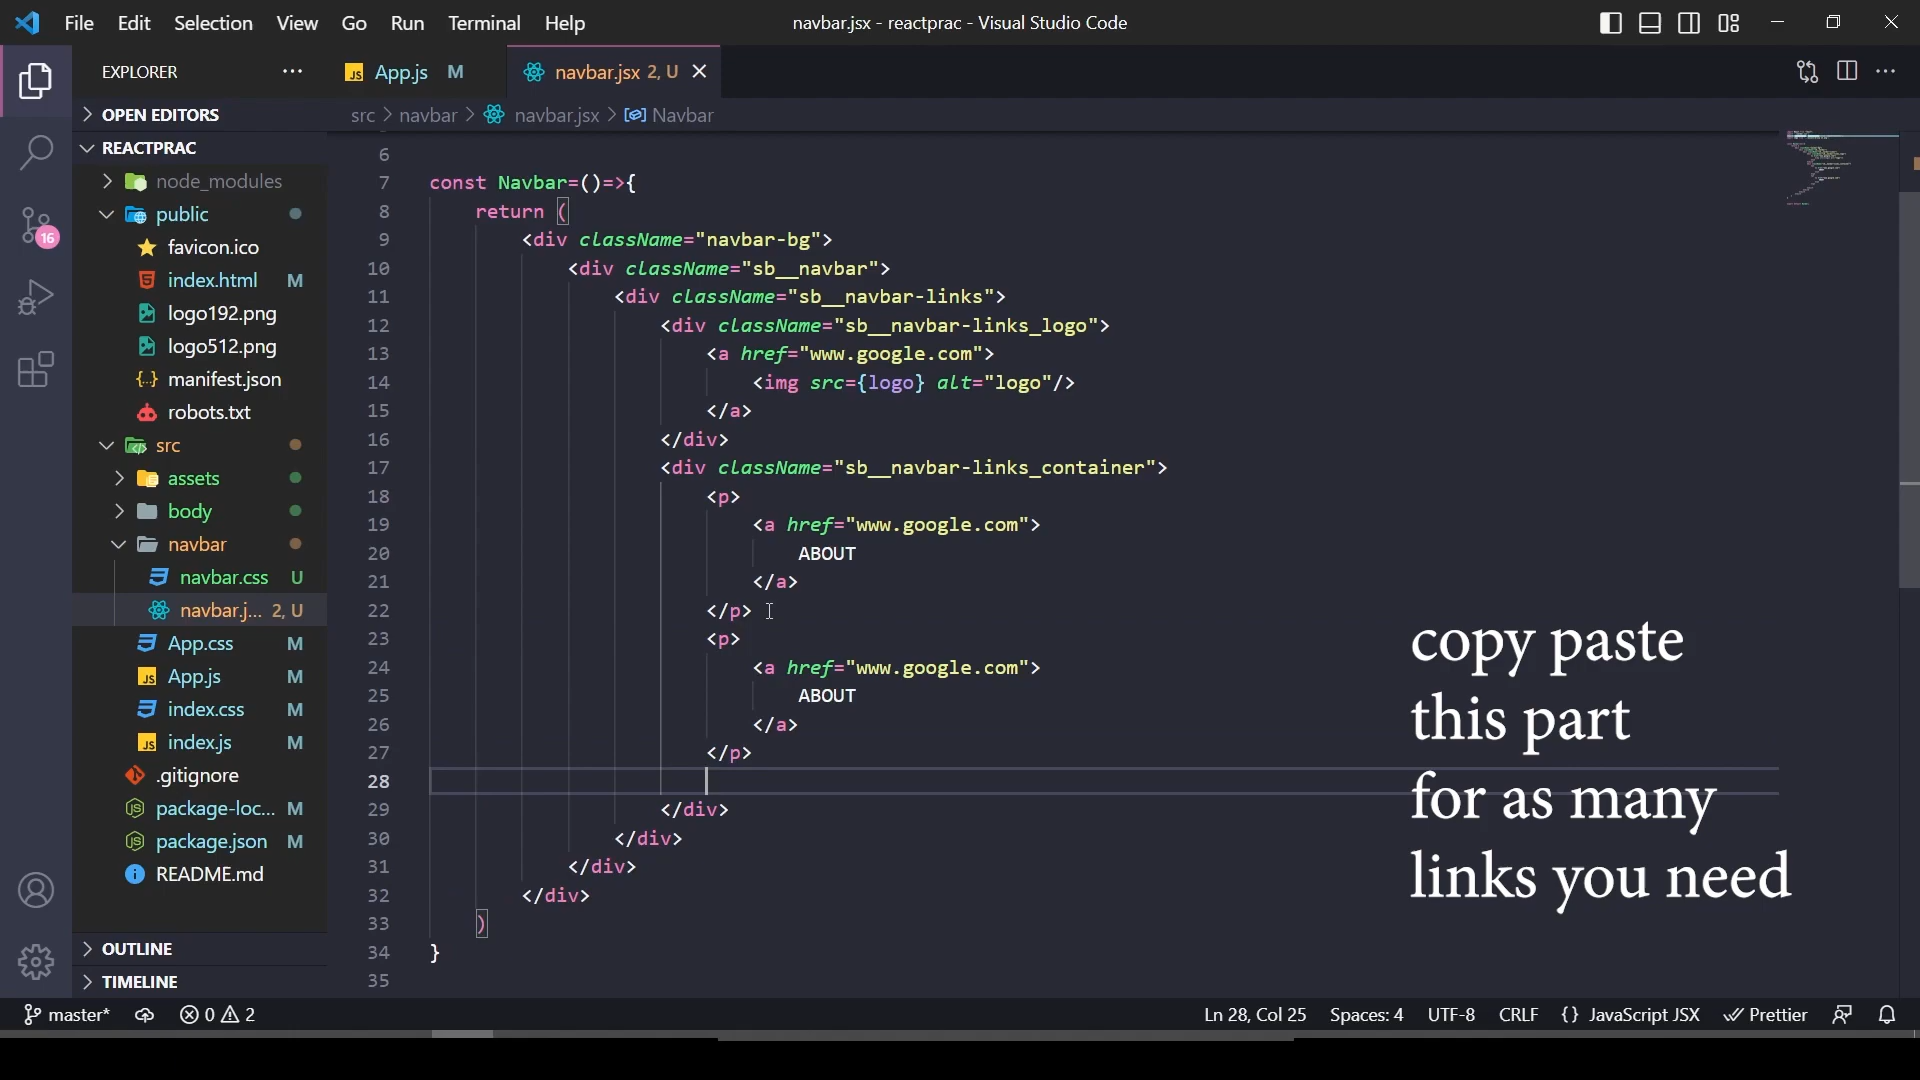 File Edit Selection View Go Run Terminal Help
navbar.jsx - reactprac - Visual Studio Code
EXPLORER
App.js M
navbar.jsx 2, U
OPEN EDITORS
src > navbar > navbar.jsx > Navbar
REACTPRAC
node_modules
public
favicon.ico
index.html M
logo192.png
logo512.png
manifest.json
robots.txt
src
assets
body
navbar
navbar.css U
navbar.j... 2, U
App.css M
App.js M
index.css M
index.js M
.gitignore
package-loc... M
package.json M
README.md
OUTLINE
TIMELINE
16
6
7 const Navbar=()=>{
8 return (
9 <div className="navbar-bg">
10 <div className="sb__navbar">
11 <div className="sb__navbar-links">
12 <div className="sb__navbar-links_logo">
13 <a href="www.google.com">
14 <img src={logo} alt="logo"/>
15 </a>
16 </div>
17 <div className="sb__navbar-links_container">
18 <p>
19 <a href="www.google.com">
20 ABOUT
21 </a>
22 </p>
23 <p>
24 <a href="www.google.com">
25 ABOUT
26 </a>
27 </p>
28
29 </div>
30 </div>
31 </div>
32 </div>
33 )
34 }
35
copy paste
this part
for as many
links you need
master* 0 2
Ln 28, Col 25 Spaces: 4 UTF-8 CRLF {} JavaScript JSX Prettier